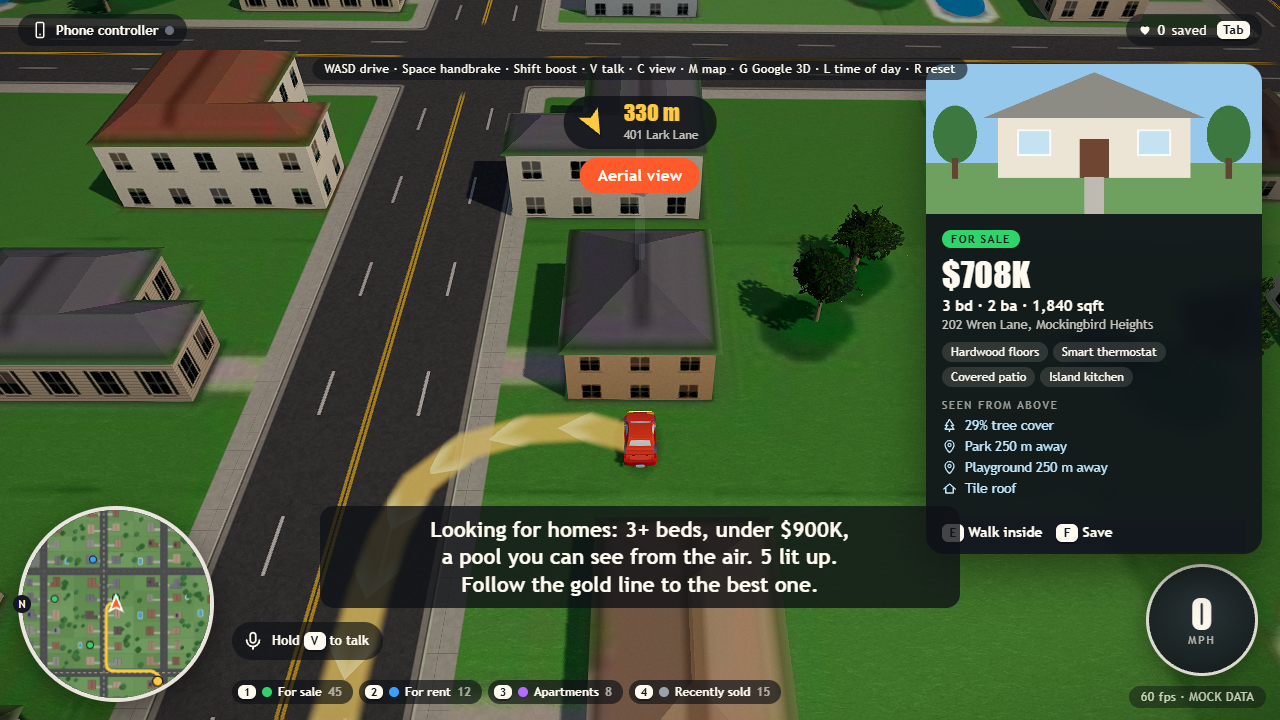 Phone controller
0 saved Tab
WASD drive · Space handbrake · Shift boost · V talk · C view · M map · G Google 3D · L time of day · R reset
330 m
401 Lark Lane
Aerial view
FOR SALE
$708K
3 bd · 2 ba · 1,840 sqft
202 Wren Lane, Mockingbird Heights
Hardwood floors Smart thermostat
Covered patio Island kitchen
SEEN FROM ABOVE
29% tree cover
Park 250 m away
Playground 250 m away
Tile roof
E Walk inside F Save
Looking for homes: 3+ beds, under $900K,
a pool you can see from the air. 5 lit up.
Follow the gold line to the best one.
N
Hold V to talk
0
MPH
1 For sale 45 2 For rent 12 3 Apartments 8 4 Recently sold 15
60 fps · MOCK DATA